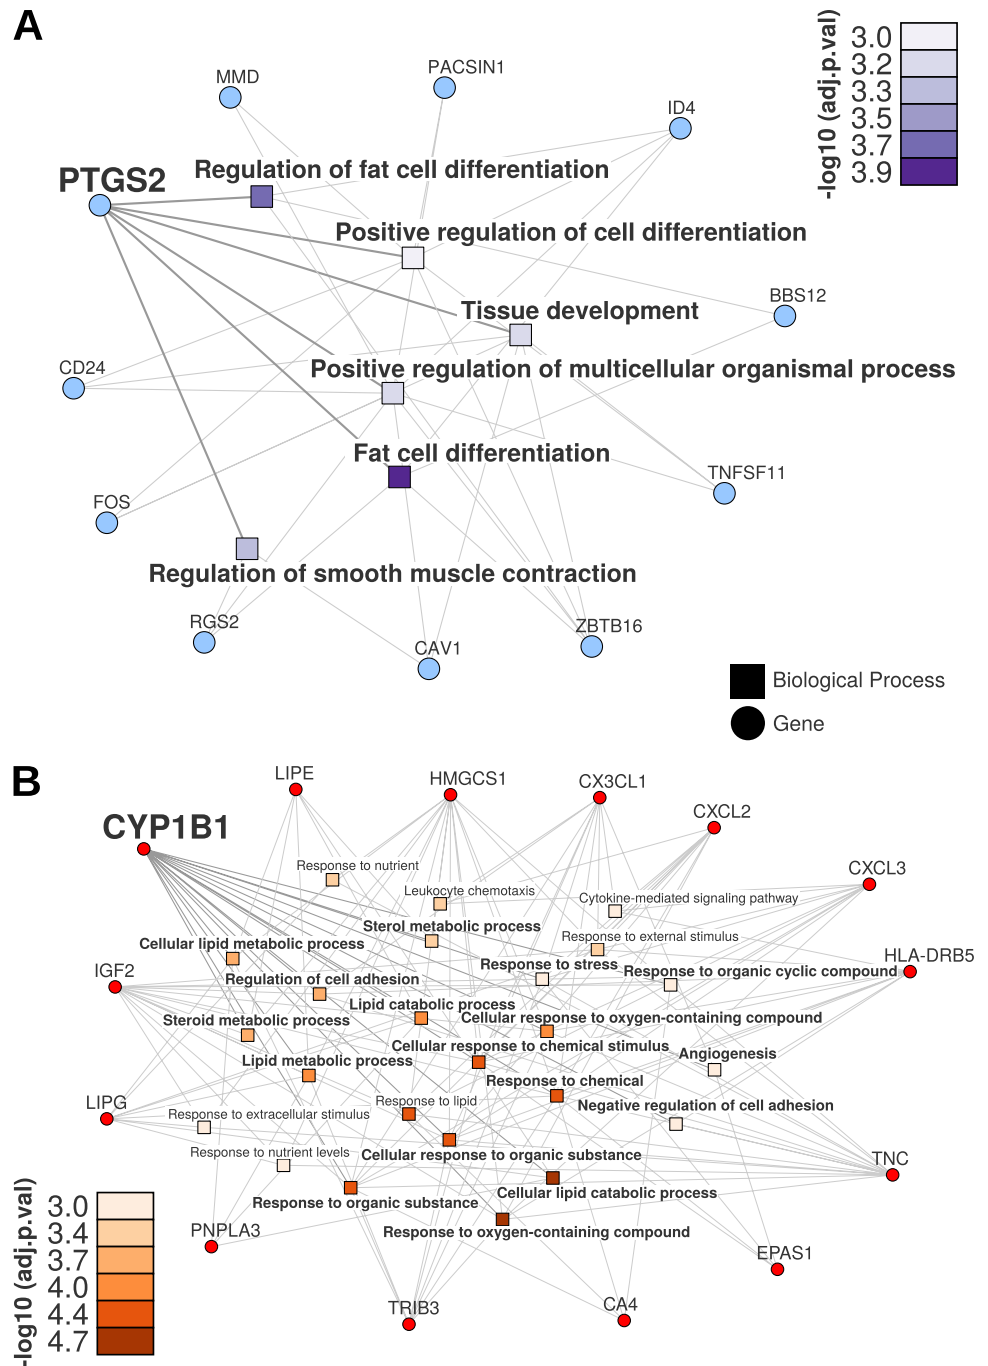 A
MMD
PACSIN1
ID4
-log10 (adj.p.val)
3.0
3.2
3.3
3.5
3.7
3.9
PTGS2
Regulation of fat cell differentiation
Positive regulation of cell differentiation
BBS12
Tissue development
CD24
Positive regulation of multicellular organismal process
Fat cell differentiation
TNFSF11
FOS
Regulation of smooth muscle contraction
RGS2
CAV1
ZBTB16
Biological Process
Gene
B
LIPE
HMGCS1
CX3CL1
CXCL2
CYP1B1
CXCL3
Response to nutrient
Leukocyte chemotaxis
Cytokine-mediated signaling pathway
Sterol metabolic process
Response to external stimulus
Cellular lipid metabolic process
HLA-DRB5
IGF2
Response to stress
Response to organic cyclic compound
Regulation of cell adhesion
Lipid catabolic process
Steroid metabolic process
Cellular response to oxygen-containing compound
Cellular response to chemical stimulus
Angiogenesis
Lipid metabolic process
Response to chemical
LIPG
Response to lipid
Negative regulation of cell adhesion
Response to extracellular stimulus
Response to nutrient levels
Cellular response to organic substance
TNC
Response to organic substance
Cellular lipid catabolic process
PNPLA3
Response to oxygen-containing compound
EPAS1
TRIB3
CA4
-log10 (adj.p.val)
3.0
3.4
3.7
4.0
4.4
4.7